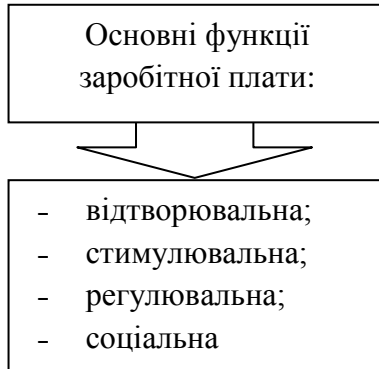 Основні функції
заробітної плати:
- відтворювальна;
- стимулювальна;
- регулювальна;
- соціальна